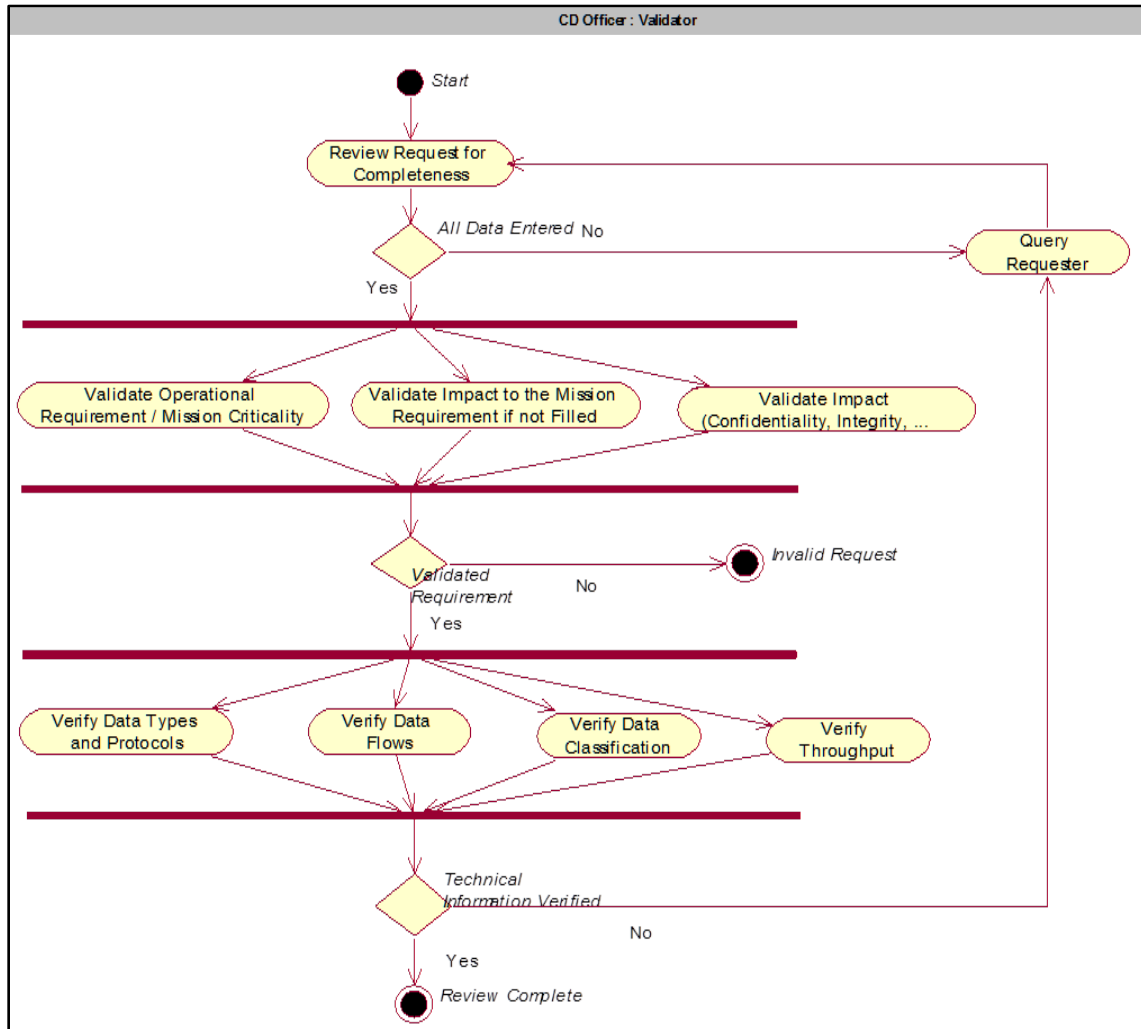 CD Officer : Validator
Start
Review Request for
Completeness
All Data Entered
No
Query
Requester
Yes
Validate Operational
Requirement / Mission Criticality
Validate Impact to the Mission
Requirement if not Filled
Validate Impact
(Confidentiality, Integrity, ...
Invalid Request
Validated
Requirement
No
Yes
Verify Data Types
and Protocols
Verify Data
Flows
Verify Data
Classification
Verify
Throughput
Technical
Information Verified
No
Yes
Review Complete